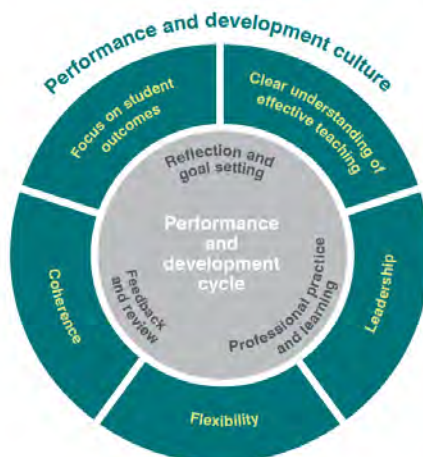 Performance and development culture
Focus on student
outcomes
Clear understanding of
effective teaching
Leadership
Flexibility
Coherence
Reflection and
goal setting
Professional practice
and learning
Feedback
and review
Performance
and
development
cycle